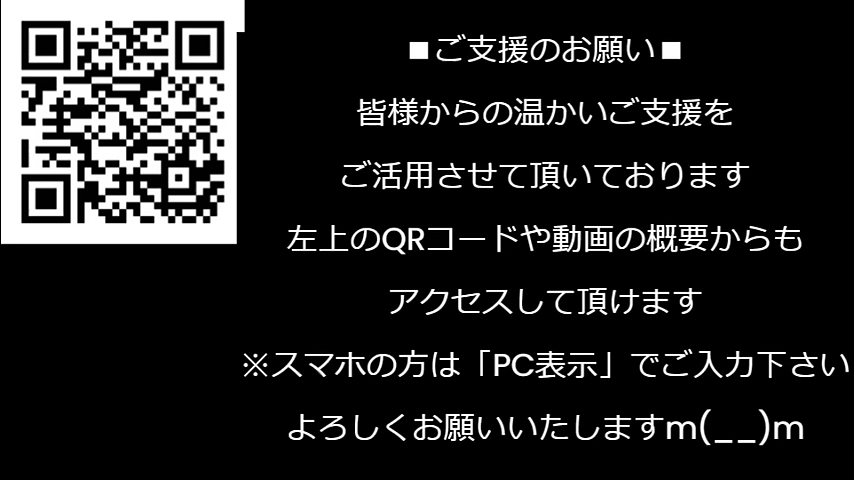 ■ご支援のお願い■
皆様からの温かいご支援を
ご活用させて頂いております
左上のQRコードや動画の概要からも
アクセスして頂けます
※スマホの方は「PC表示」でご入力下さい
よろしくお願いいたしますm(__)m